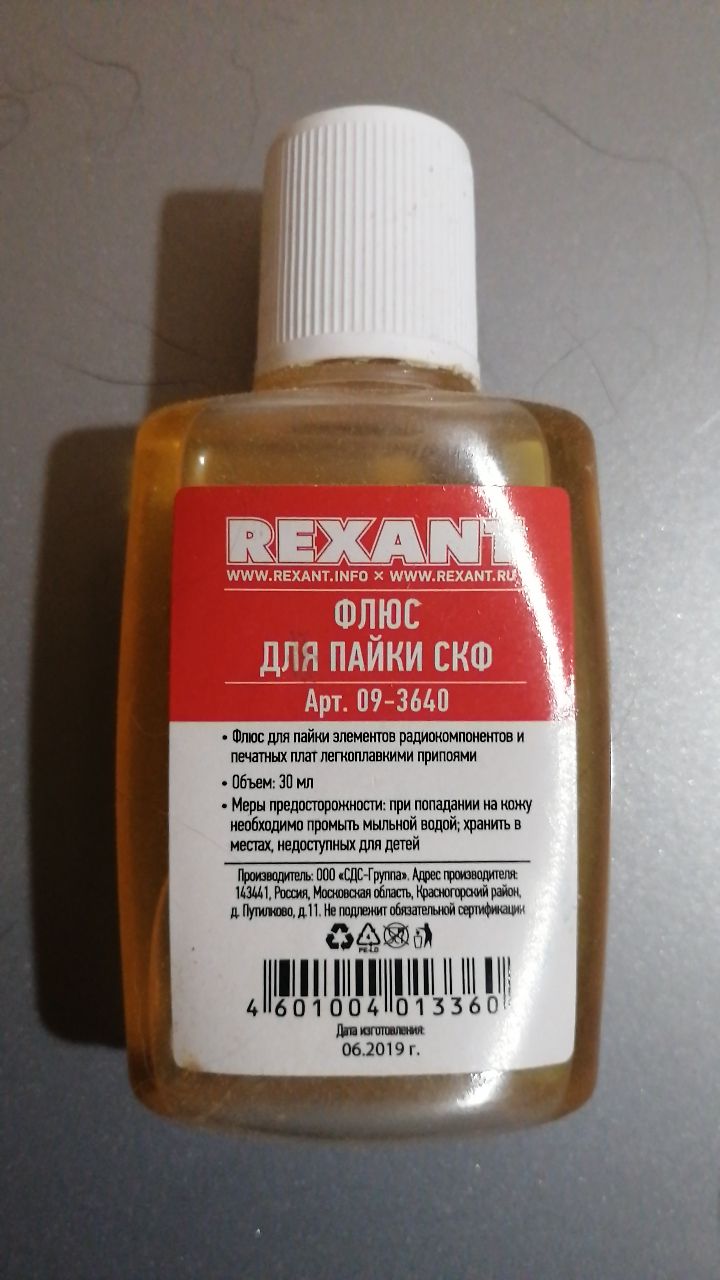 REXANT
WWW.REXANT.INFO × WWW.REXANT.RU
ФЛЮС
ДЛЯ ПАЙКИ СКФ
Арт. 09-3640
• Флюс для пайки элементов радиокомпонентов и
печатных плат легкоплавкими припоями
• Объем: 30 мл
• Меры предосторожности: при попадании на кожу
необходимо промыть мыльной водой; хранить в
местах, недоступных для детей
Производитель: ООО «СДС-Группа». Адрес производителя:
143441, Россия, Московская область, Красногорский район,
д. Путилково, д.11. Не подлежит обязательной сертификации
PE-LD
4 601004 013360
Дата изготовления:
06.2019 г.